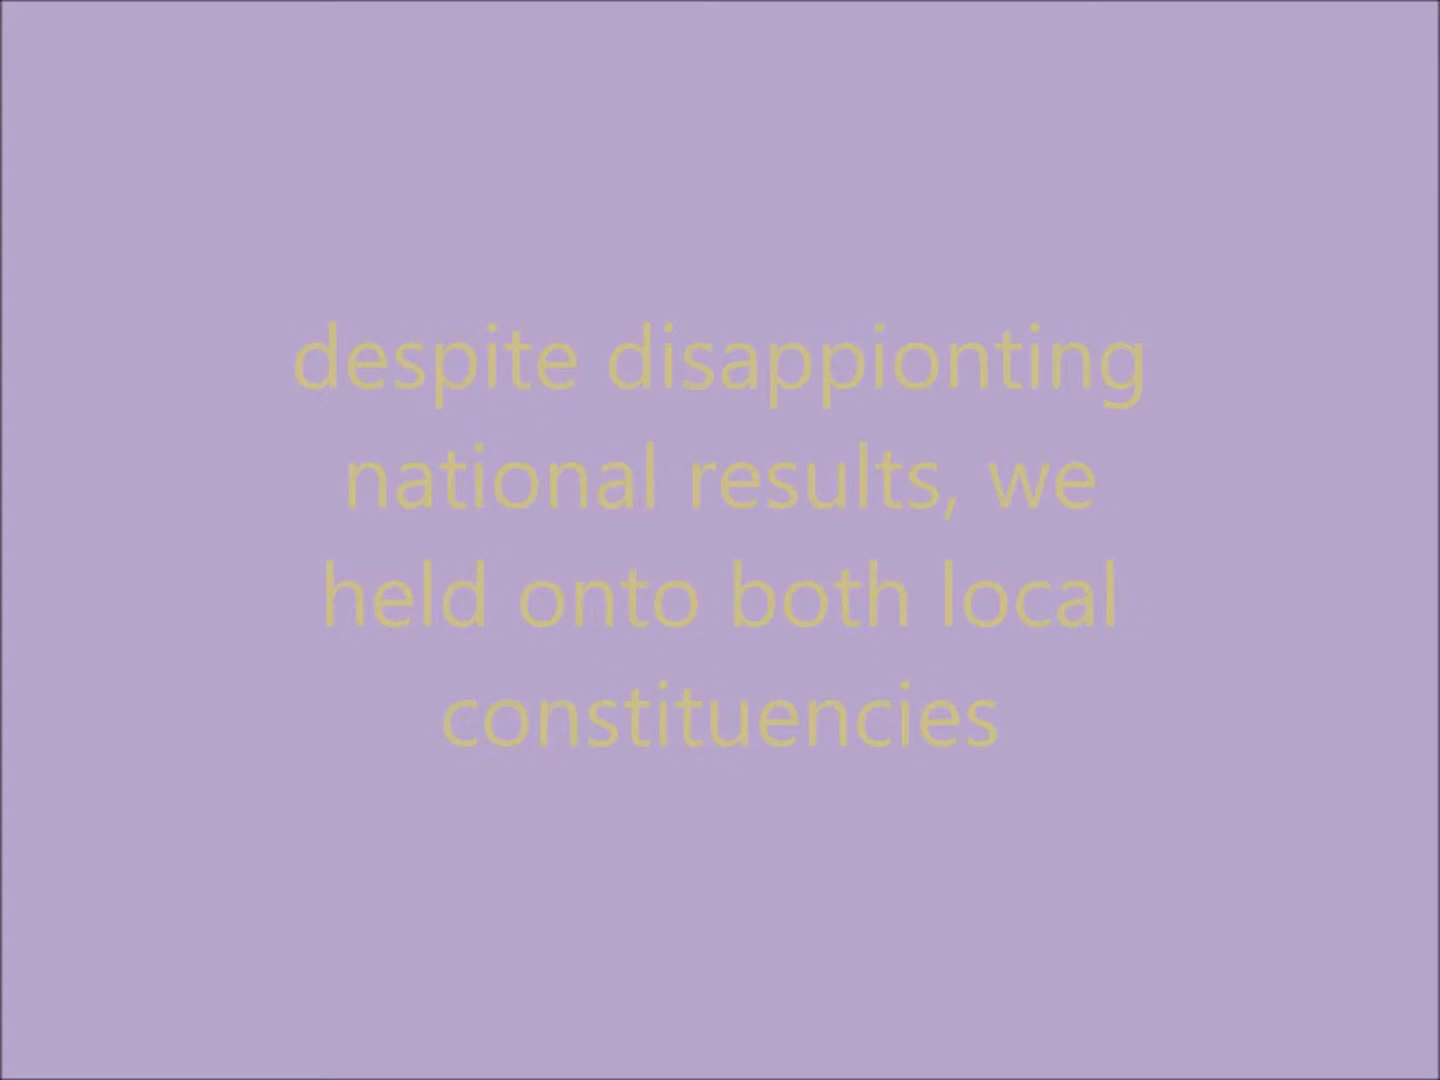 despite disappionting
national results, we
held onto both local
constituencies